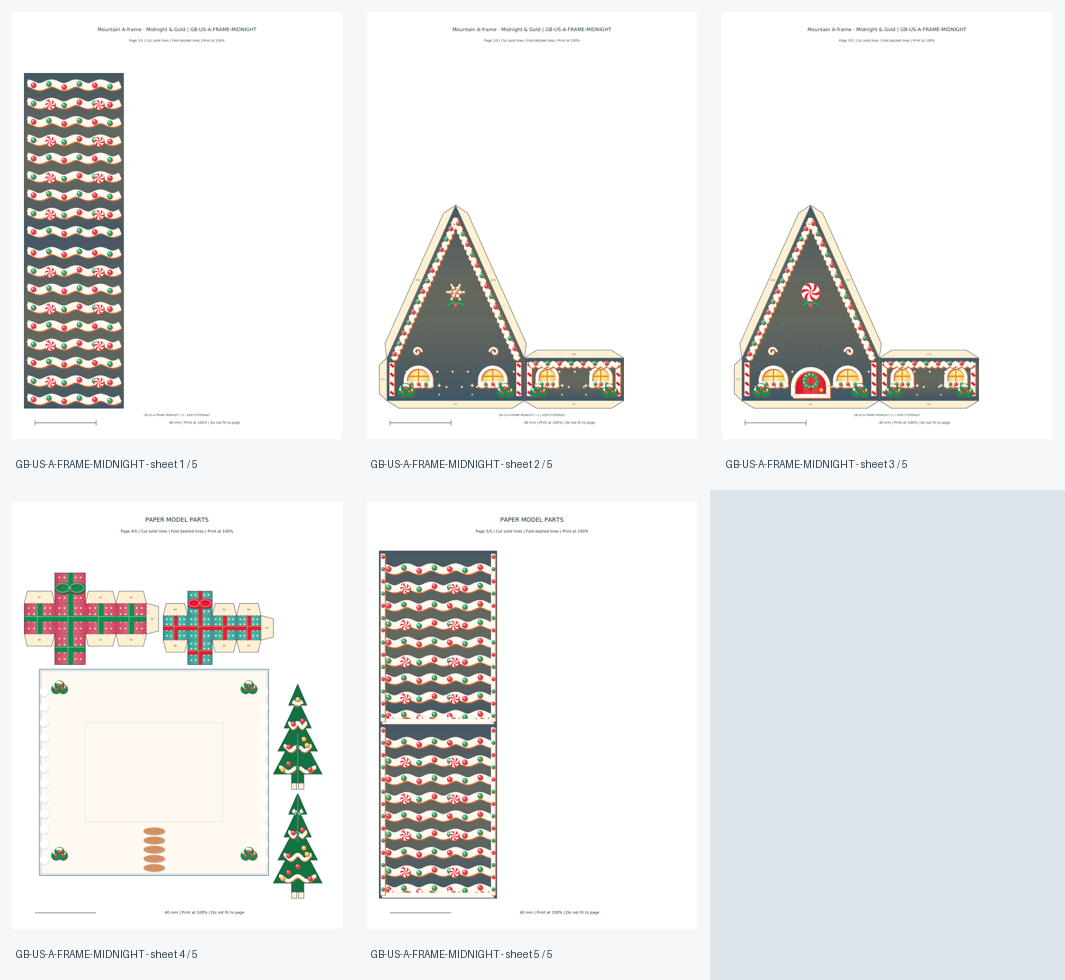 Mountain A-frame · Midnight & Gold | GB-US-A-FRAME-MIDNIGHT
Page 1/5 | Cut solid lines | Fold dashed lines | Print at 100%
40 mm | Print at 100% | Do not fit to page
GB-US-A-FRAME-MIDNIGHT - sheet 1 / 5
Mountain A-frame · Midnight & Gold | GB-US-A-FRAME-MIDNIGHT
Page 2/5 | Cut solid lines | Fold dashed lines | Print at 100%
40 mm | Print at 100% | Do not fit to page
GB-US-A-FRAME-MIDNIGHT - sheet 2 / 5
Mountain A-frame · Midnight & Gold | GB-US-A-FRAME-MIDNIGHT
Page 3/5 | Cut solid lines | Fold dashed lines | Print at 100%
40 mm | Print at 100% | Do not fit to page
GB-US-A-FRAME-MIDNIGHT - sheet 3 / 5
PAPER MODEL PARTS
Page 4/5 | Cut solid lines | Fold dashed lines | Print at 100%
40 mm | Print at 100% | Do not fit to page
GB-US-A-FRAME-MIDNIGHT - sheet 4 / 5
PAPER MODEL PARTS
Page 5/5 | Cut solid lines | Fold dashed lines | Print at 100%
40 mm | Print at 100% | Do not fit to page
GB-US-A-FRAME-MIDNIGHT - sheet 5 / 5